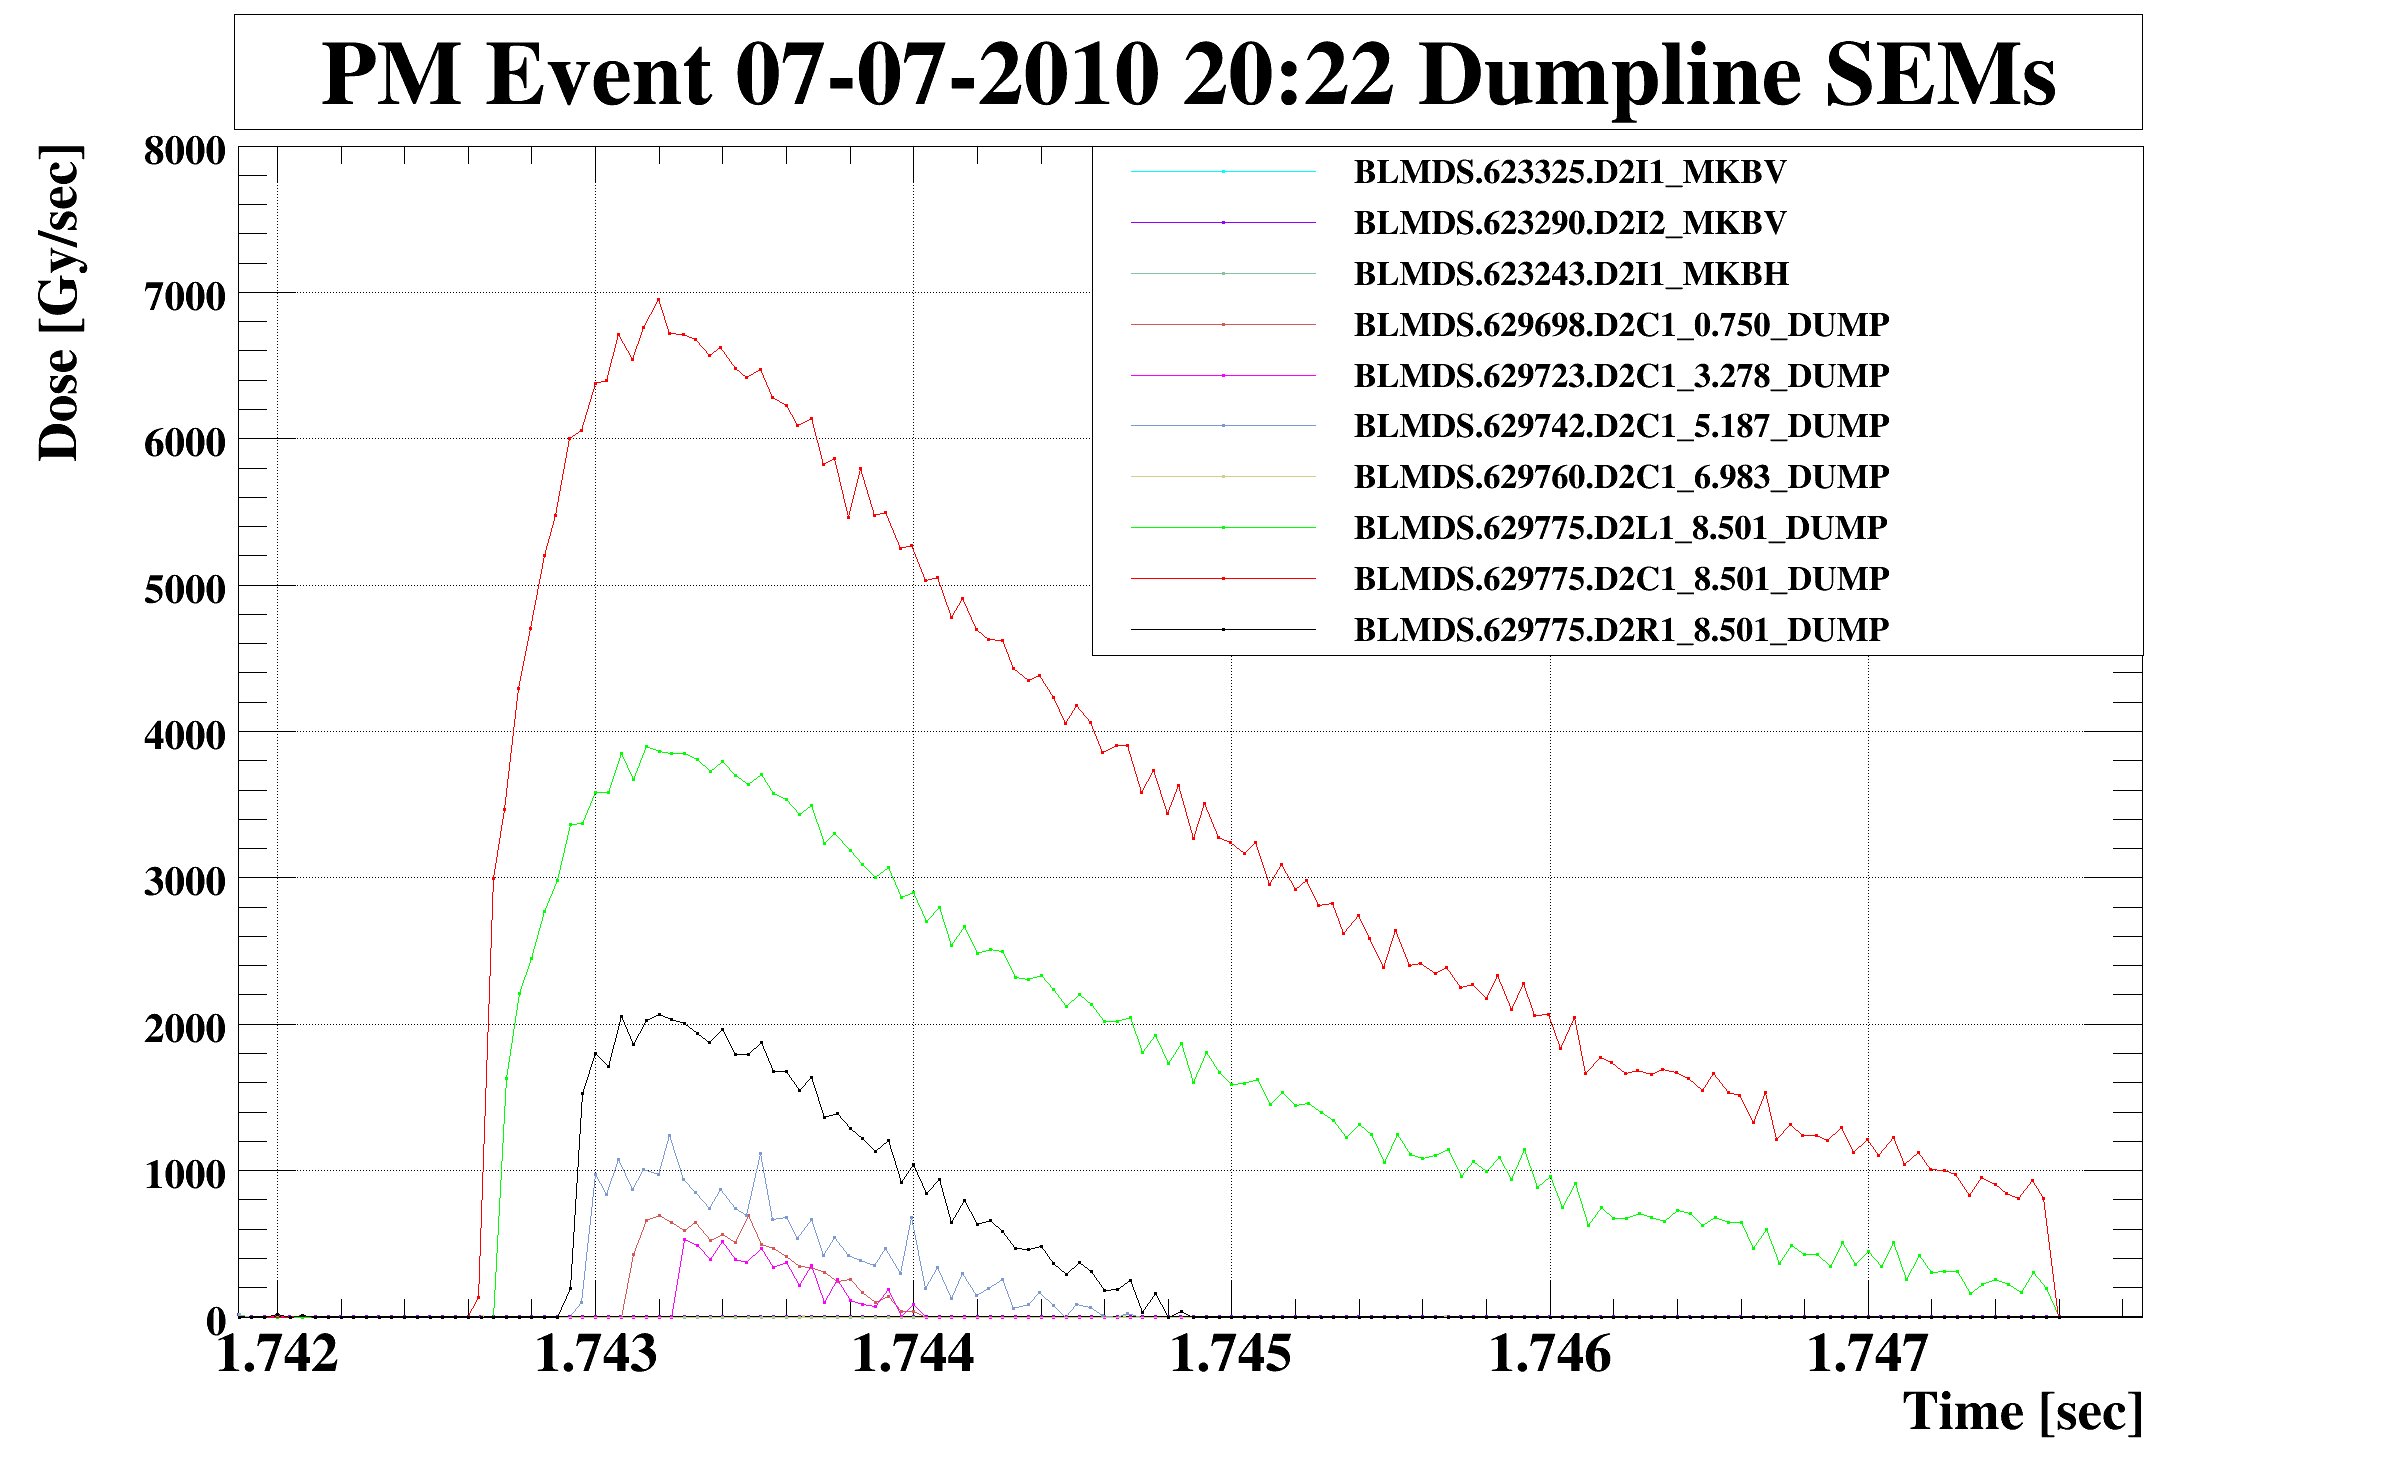 PM Event 07-07-2010 20:22 Dumpline SEMs
Dose [Gy/sec]
8000
7000
6000
5000
4000
3000
2000
1000
0
BLMDS.623325.D2I1_MKBV
BLMDS.623290.D2I2_MKBV
BLMDS.623243.D2I1_MKBH
BLMDS.629698.D2C1_0.750_DUMP
BLMDS.629723.D2C1_3.278_DUMP
BLMDS.629742.D2C1_5.187_DUMP
BLMDS.629760.D2C1_6.983_DUMP
BLMDS.629775.D2L1_8.501_DUMP
BLMDS.629775.D2C1_8.501_DUMP
BLMDS.629775.D2R1_8.501_DUMP
1.742 1.743 1.744 1.745 1.746 1.747
Time [sec]